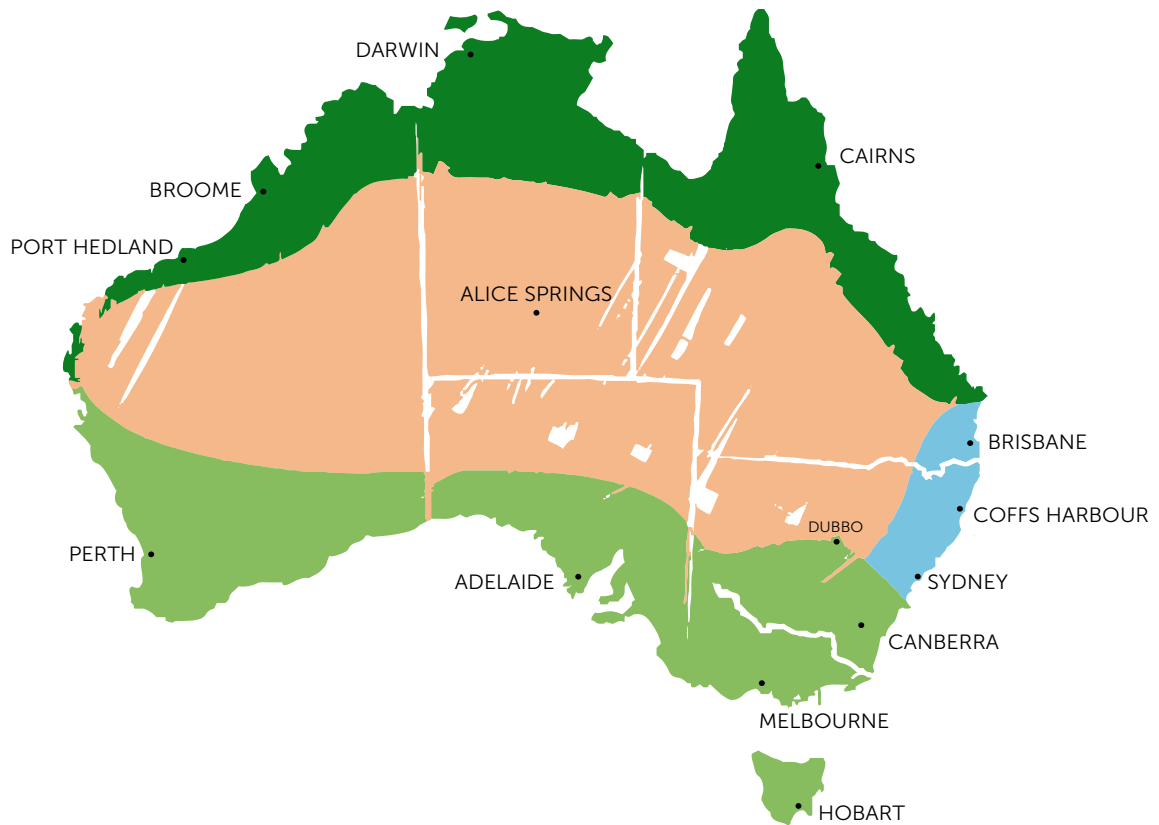 DARWIN
CAIRNS
BROOME
PORT HEDLAND
ALICE SPRINGS
BRISBANE
COFFS HARBOUR
DUBBO
PERTH
ADELAIDE
SYDNEY
CANBERRA
MELBOURNE
HOBART